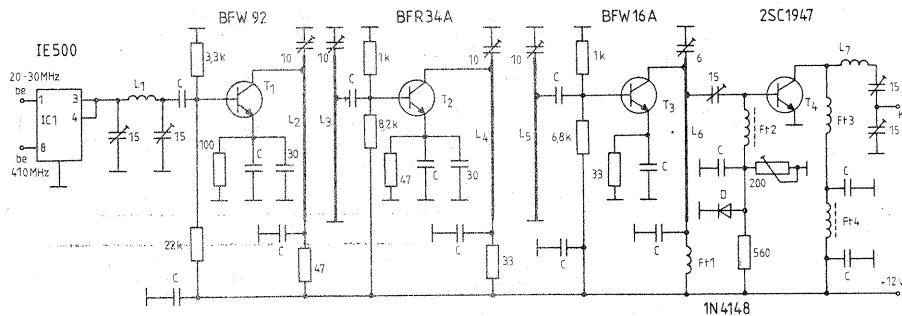 BFW 92
BFR34A
BFW16A
2SC1947
IE500
20-30MHz
be
1
3
4
IC1
8
be
410MHz
L1
15
15
C
3,3k
T1
100
C
30
22k
C
10
L2
C
47
10
L3
C
1k
8,2k
T2
47
C
30
10
L4
C
33
10
L5
C
1k
6,8k
C
T3
33
C
6
L6
C
Ft1
15
Ft2
C
200
D
560
1N4148
T4
L7
Ft3
15
15
K
C
Ft4
C
+12V